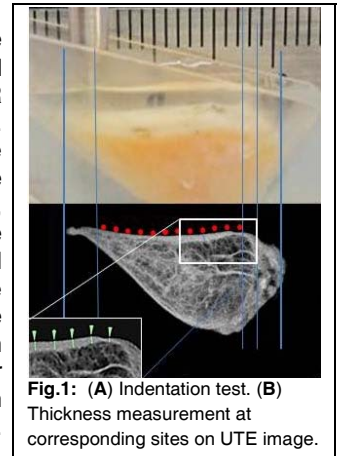 Fig.1: (A) Indentation test. (B)
Thickness measurement at
corresponding sites on UTE image.